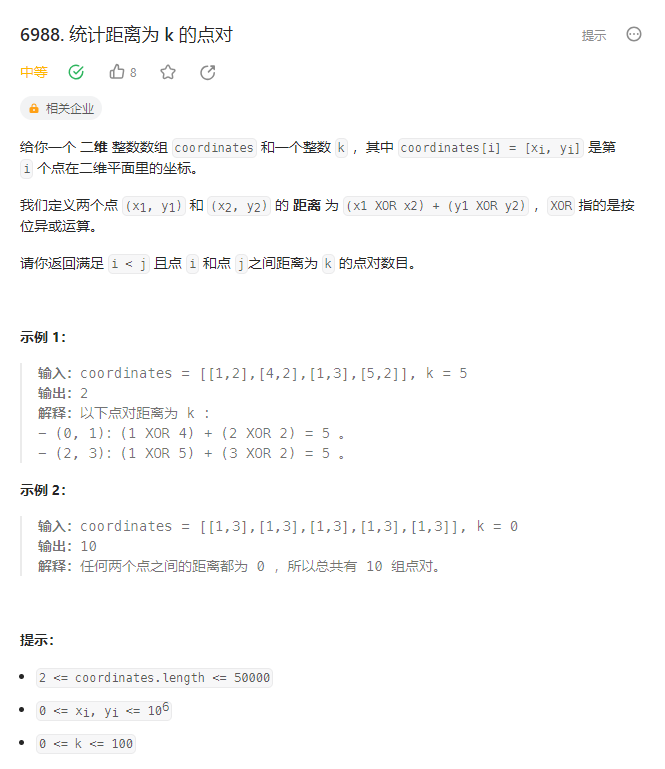 6988. 统计距离为 k 的点对
提示
中等
8
相关企业
给你一个 二维 整数数组 coordinates 和一个整数 k ，其中 coordinates[i] = [xi, yi] 是第
i 个点在二维平面里的坐标。
我们定义两个点 (x1, y1) 和 (x2, y2) 的 距离 为 (x1 XOR x2) + (y1 XOR y2) ，XOR 指的是按
位异或运算。
请你返回满足 i < j 且点 i 和点 j之间距离为 k 的点对数目。
示例 1：
输入：coordinates = [[1,2],[4,2],[1,3],[5,2]], k = 5
输出：2
解释：以下点对距离为 k ：
- (0, 1)：(1 XOR 4) + (2 XOR 2) = 5 。
- (2, 3)：(1 XOR 5) + (3 XOR 2) = 5 。
示例 2：
输入：coordinates = [[1,3],[1,3],[1,3],[1,3],[1,3]], k = 0
输出：10
解释：任何两个点之间的距离都为 0 ，所以总共有 10 组点对。
提示：
2 <= coordinates.length <= 50000
0 <= xi, yi <= 10^6
0 <= k <= 100